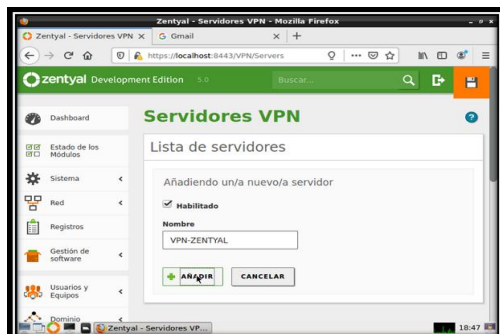 Zentyal - Servidores VPN - Mozilla Firefox
Zentyal - Servidores VPN
Gmail
https://localhost:8443/VPN/Servers
zentyal Development Edition 5.0
Buscar...
Dashboard
Estado de los
Módulos
Sistema
Red
Registros
Gestión de
software
Usuarios y
Equipos
Dominio
Servidores VPN
Lista de servidores
Añadiendo un/a nuevo/a servidor
Habilitado
Nombre
VPN-ZENTYAL
AÑADIR
CANCELAR
Zentyal - Servidores VP...
18:47